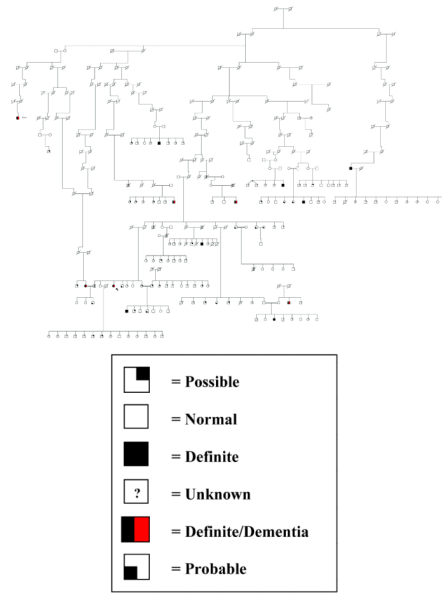 = Possible
= Normal
= Definite
? = Unknown
= Definite/Dementia
= Probable